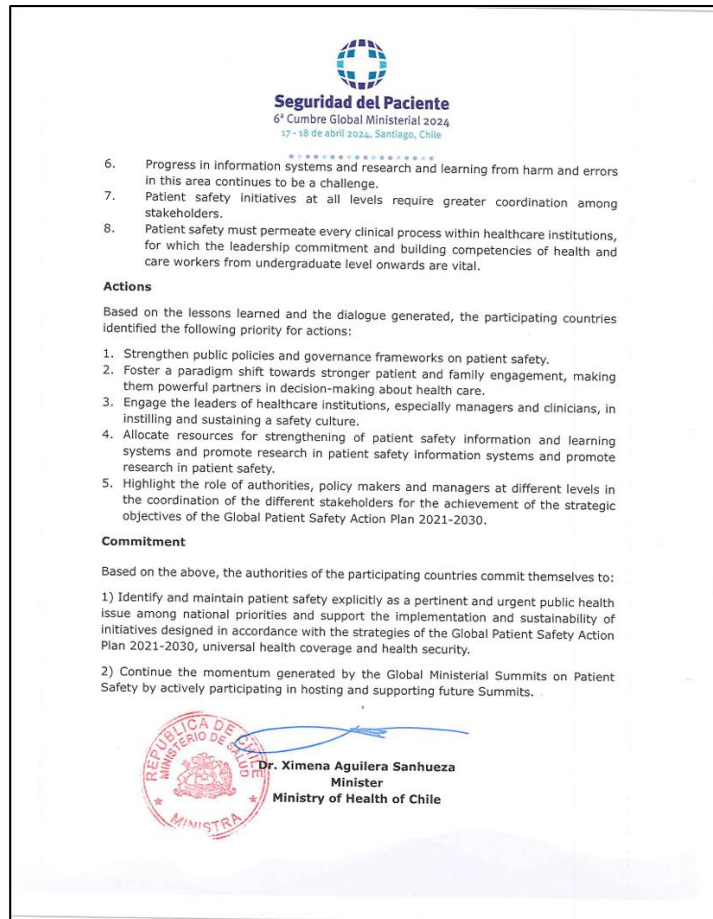 Seguridad del Paciente
6ª Cumbre Global Ministerial 2024
17 - 18 de abril 2024, Santiago, Chile
6. Progress in information systems and research and learning from harm and errors
in this area continues to be a challenge.
7. Patient safety initiatives at all levels require greater coordination among
stakeholders.
8. Patient safety must permeate every clinical process within healthcare institutions,
for which the leadership commitment and building competencies of health and
care workers from undergraduate level onwards are vital.
Actions
Based on the lessons learned and the dialogue generated, the participating countries
identified the following priority for actions:
1. Strengthen public policies and governance frameworks on patient safety.
2. Foster a paradigm shift towards stronger patient and family engagement, making
them powerful partners in decision-making about health care.
3. Engage the leaders of healthcare institutions, especially managers and clinicians, in
instilling and sustaining a safety culture.
4. Allocate resources for strengthening of patient safety information and learning
systems and promote research in patient safety information systems and promote
research in patient safety.
5. Highlight the role of authorities, policy makers and managers at different levels in
the coordination of the different stakeholders for the achievement of the strategic
objectives of the Global Patient Safety Action Plan 2021-2030.
Commitment
Based on the above, the authorities of the participating countries commit themselves to:
1) Identify and maintain patient safety explicitly as a pertinent and urgent public health
issue among national priorities and support the implementation and sustainability of
initiatives designed in accordance with the strategies of the Global Patient Safety Action
Plan 2021-2030, universal health coverage and health security.
2) Continue the momentum generated by the Global Ministerial Summits on Patient
Safety by actively participating in hosting and supporting future Summits.
REPUBLICA DE CHILE
MINISTERIO DE SALUD
MINISTRA
Dr. Ximena Aguilera Sanhueza
Minister
Ministry of Health of Chile